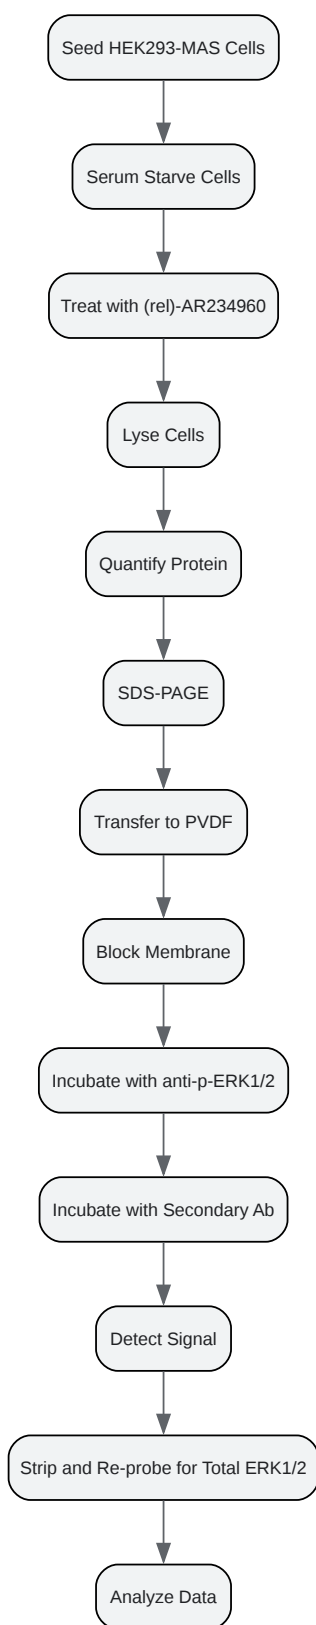 Seed HEK293-MAS Cells
Serum Starve Cells
Treat with (rel)-AR234960
Lyse Cells
Quantify Protein
SDS-PAGE
Transfer to PVDF
Block Membrane
Incubate with anti-p-ERK1/2
Incubate with Secondary Ab
Detect Signal
Strip and Re-probe for Total ERK1/2
Analyze Data